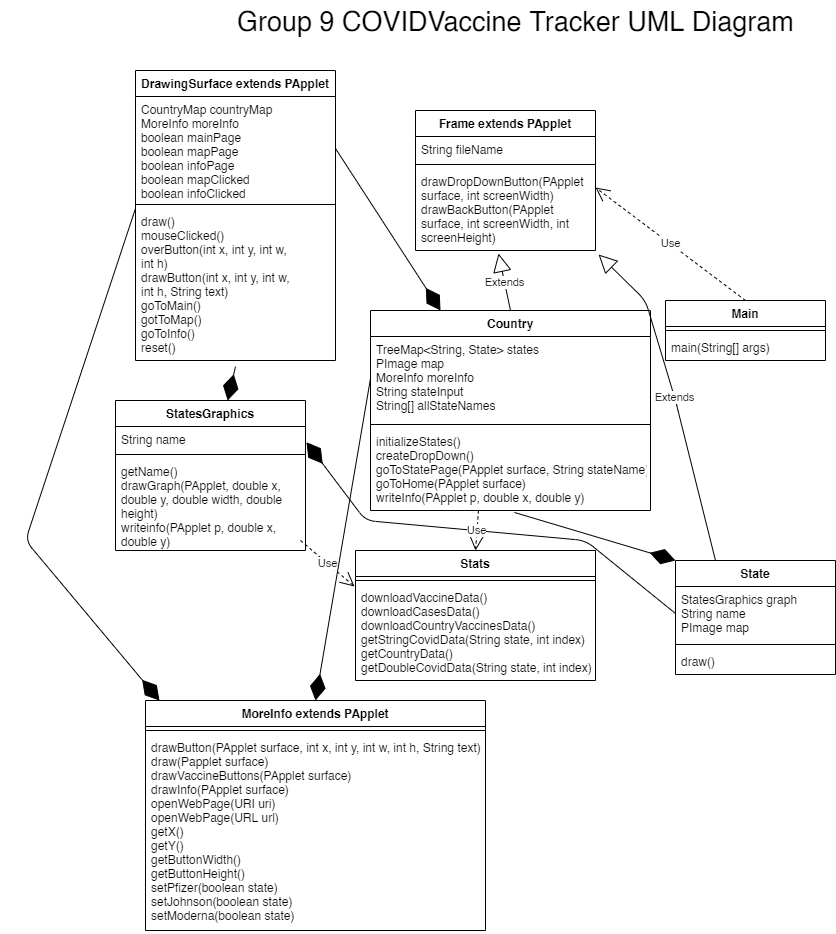 Group 9 COVIDVaccine Tracker UML Diagram
DrawingSurface extends PApplet
CountryMap countryMap
MoreInfo moreInfo
boolean mainPage
boolean mapPage
boolean infoPage
boolean mapClicked
boolean infoClicked
draw()
mouseClicked()
overButton(int x, int y, int w,
int h)
drawButton(int x, int y, int w,
int h, String text)
goToMain()
gotToMap()
goToInfo()
reset()
Frame extends PApplet
String fileName
drawDropDownButton(PApplet
surface, int screenWidth)
drawBackButton(PApplet
surface, int screenWidth, int
screenHeight)
Use
Extends
Main
main(String[] args)
Country
TreeMap<String, State> states
PImage map
MoreInfo moreInfo
String stateInput
String[] allStateNames
initializeStates()
createDropDown()
goToStatePage(PApplet surface, String stateName)
goToHome(PApplet surface)
writeInfo(PApplet p, double x, double y)
Extends
StatesGraphics
String name
getName()
drawGraph(PApplet, double x,
double y, double width, double
height)
writeinfo(PApplet p, double x,
double y)
Use
Use
Stats
downloadVaccineData()
downloadCasesData()
downloadCountryVaccinesData()
getStringCovidData(String state, int index)
getCountryData()
getDoubleCovidData(String state, int index)
State
StatesGraphics graph
String name
PImage map
draw()
MoreInfo extends PApplet
drawButton(PApplet surface, int x, int y, int w, int h, String text)
draw(Papplet surface)
drawVaccineButtons(PApplet surface)
drawInfo(PApplet surface)
openWebPage(URI uri)
openWebPage(URL url)
getX()
getY()
getButtonWidth()
getButtonHeight()
setPfizer(boolean state)
setJohnson(boolean state)
setModerna(boolean state)